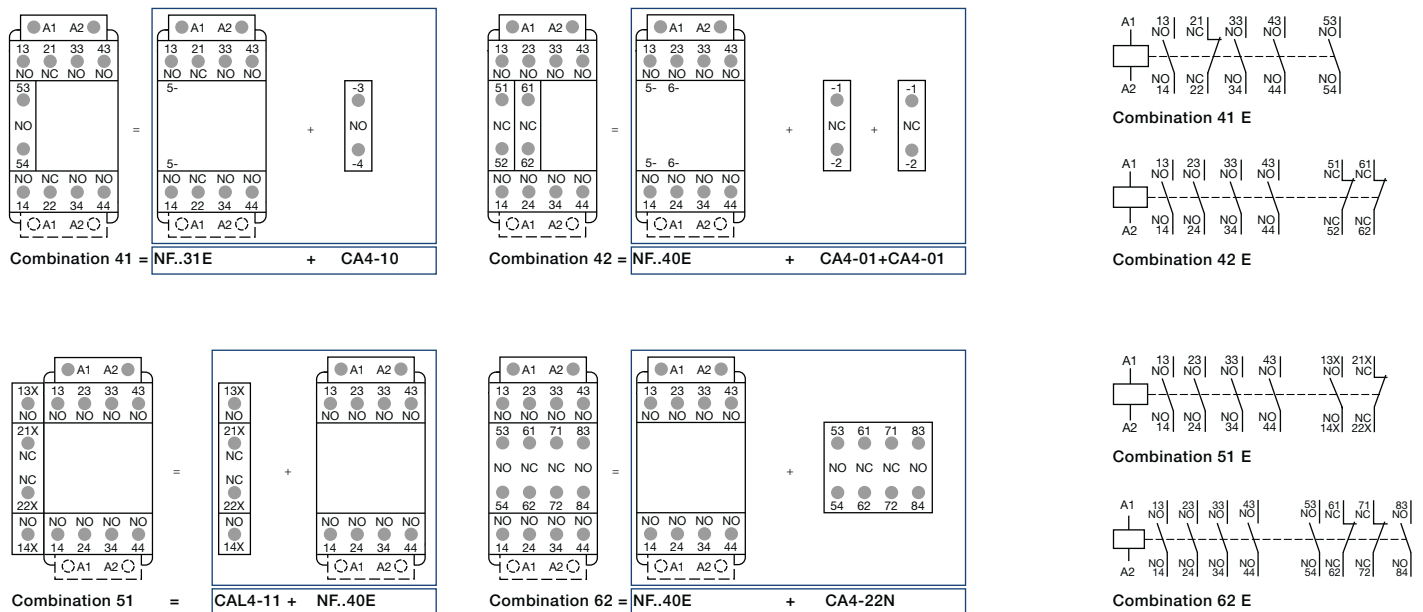 A1 A2
13 21 33 43
NO NC NO NO
53
NO
54
NO NC NO NO
14 22 34 44
A1 A2
=
A1 A2
13 21 33 43
NO NC NO NO
5-
5-
NO NC NO NO
14 22 34 44
A1 A2
+
-3
NO
-4
Combination 41 = NF..31E + CA4-10
A1 A2
13 23 33 43
NO NO NO NO
51 61
NC NC
52 62
NO NO NO NO
14 24 34 44
A1 A2
=
A1 A2
13 23 33 43
NO NO NO NO
5- 6-
5- 6-
NO NO NO NO
14 24 34 44
A1 A2
+
-1
NC
-2
+
-1
NC
-2
Combination 42 = NF..40E + CA4-01+CA4-01
A1 13 21 33 43 53
NO NC NO NO NO
NO NC NO NO NO
A2 14 22 34 44 54
Combination 41 E
A1 13 23 33 43 51 61
NO NO NO NO NC NC
NO NO NO NO NC NC
A2 14 24 34 44 52 62
Combination 42 E
A1 A2
13X 13 23 33 43
NO NO NO NO NO
21X
NC
NC
22X
NO NO NO NO NO
14X 14 24 34 44
A1 A2
=
13X
NO
21X
NC
NC
22X
NO
14X
+
A1 A2
13 23 33 43
NO NO NO NO
NO NO NO NO
14 24 34 44
A1 A2
Combination 51 = CAL4-11 + NF..40E
A1 A2
13 23 33 43
NO NO NO NO
53 61 71 83
NO NC NC NO
54 62 72 84
NO NO NO NO
14 24 34 44
A1 A2
=
A1 A2
13 23 33 43
NO NO NO NO
NO NO NO NO
14 24 34 44
A1 A2
+
53 61 71 83
NO NC NC NO
54 62 72 84
Combination 62 = NF..40E + CA4-22N
A1 13 23 33 43 13X 21X
NO NO NO NO NO NC
NO NO NO NO NO NC
A2 14 24 34 44 14X 22X
Combination 51 E
A1 13 23 33 43 53 61 71 83
NO NO NO NO NO NC NC NO
NO NO NO NO NO NC NC NO
A2 14 24 34 44 54 62 72 84
Combination 62 E